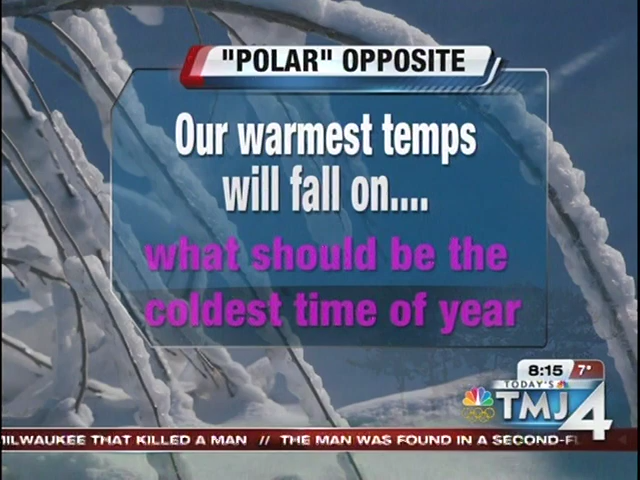 "POLAR" OPPOSITE
Our warmest temps
will fall on....
what should be the
coldest time of year
8:15 7°
TODAY'S
TMJ4
MILWAUKEE THAT KILLED A MAN // THE MAN WAS FOUND IN A SECOND-FL